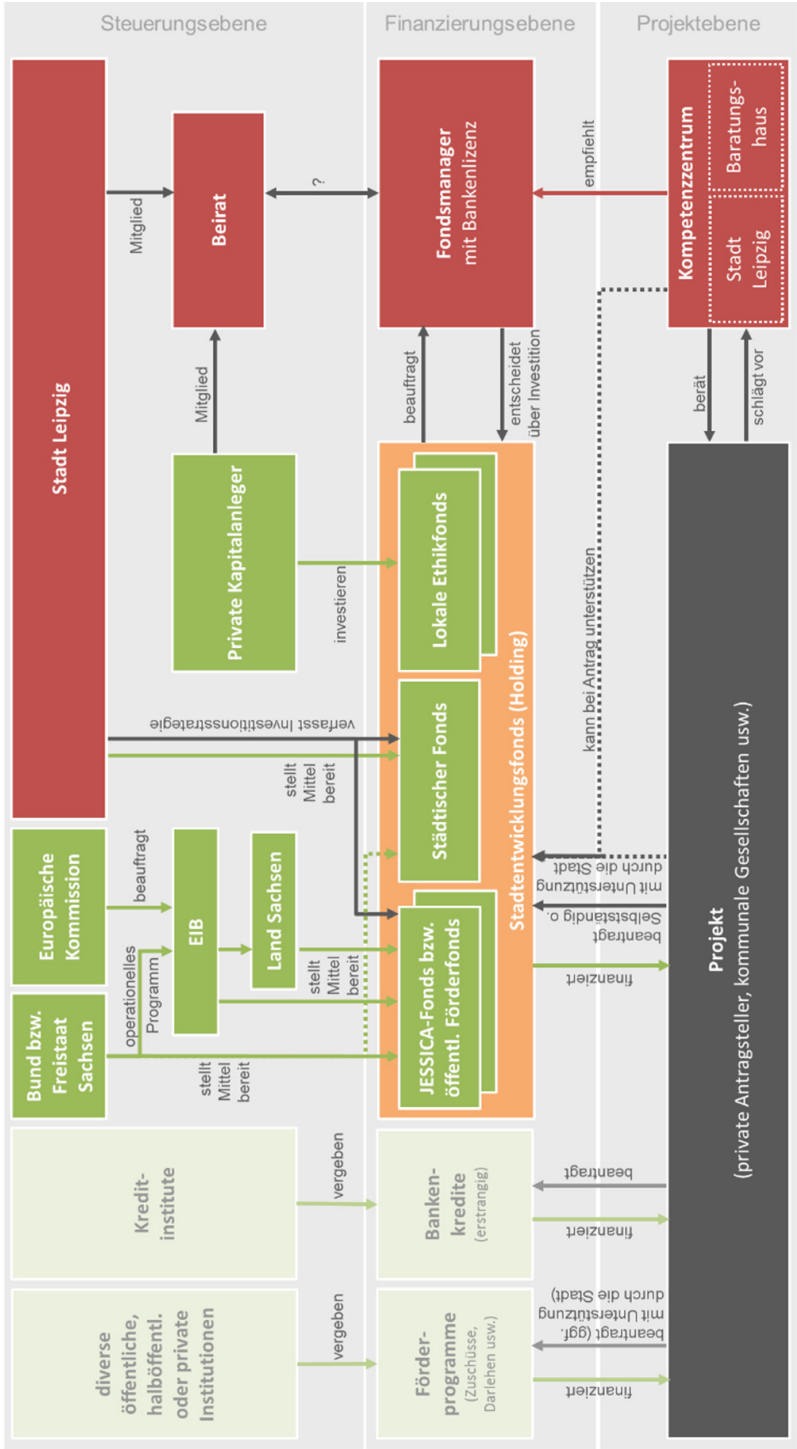 Steuerungsebene
Finanzierungsebene
Projektebene
diverse
öffentliche,
halböffentl.
oder private
Institutionen
Kredit-
institute
Bund bzw.
Freistaat
Sachsen
Europäische
Kommission
Stadt Leipzig
vergeben
vergeben
stellt
Mittel
bereit
operationelles
Programm
beauftragt
EIB
Land Sachsen
stellt
Mittel
bereit
stellt
Mittel
bereit
verfasst Investitionsstrategie
Private Kapitalanleger
investieren
Mitglied
Mitglied
Beirat
?
Förder-
programme
(Zuschüsse,
Darlehen usw.)
Banken-
kredite
(erstrangig)
JESSICA-Fonds bzw.
öffentl. Förderfonds
Städtischer Fonds
Lokale Ethikfonds
Stadtentwicklungsfonds (Holding)
beauftragt
entscheidet
über Investition
Fondsmanager
mit Bankenlizenz
finanziert
beantragt (ggf.
mit Unterstützung
durch die Stadt)
finanziert
beantragt
finanziert
beantragt
Selbstständig o.
mit Unterstützung
durch die Stadt
kann bei Antrag unterstützen
empfiehlt
Projekt
(private Antragsteller, kommunale Gesellschaften usw.)
berät
schlägt vor
Kompetenzzentrum
Stadt
Leipzig
Baratungs-
haus